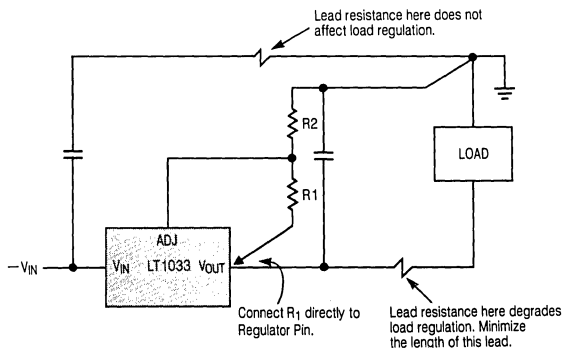 Lead resistance here does not
affect load regulation.
R2
LOAD
R1
ADJ
–VIN
VIN LT1033 VOUT
Connect R1 directly to
Regulator Pin.
Lead resistance here degrades
load regulation. Minimize
the length of this lead.